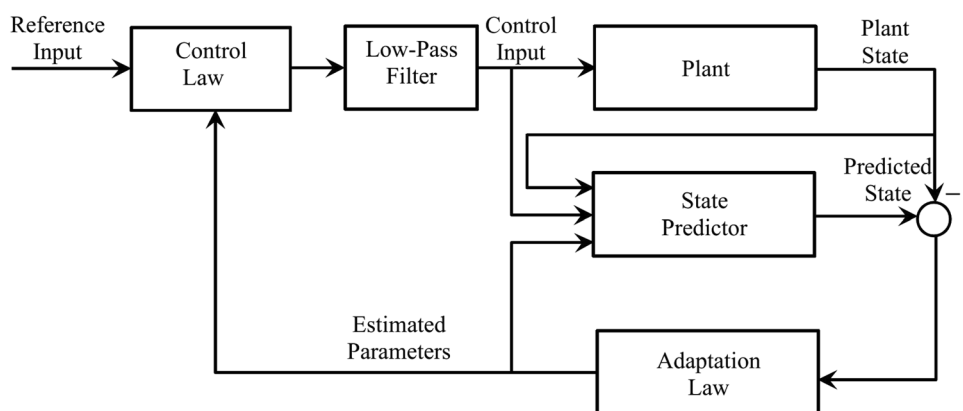 Reference
Input
Control
Law
Low-Pass
Filter
Control
Input
Plant
Plant
State
State
Predictor
Predicted
State
−
Estimated
Parameters
Adaptation
Law